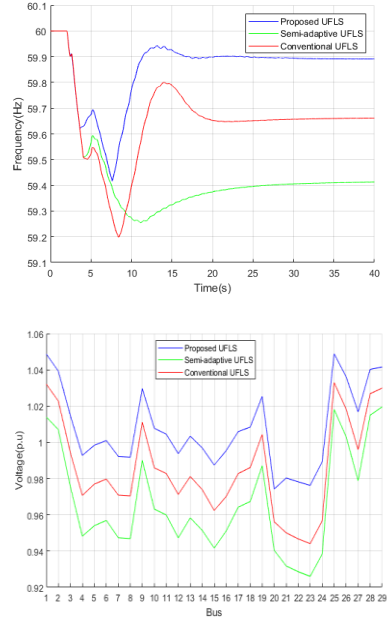 60.1
60
59.9
59.8
59.7
59.6
59.5
59.4
59.3
59.2
59.1
Frequency(Hz)
Proposed UFLS
Semi-adaptive UFLS
Conventional UFLS
0 5 10 15 20 25 30 35 40
Time(s)
1.06
1.04
1.02
1
0.98
0.96
0.94
0.92
Voltage(p.u)
Proposed UFLS
Semi-adaptive UFLS
Conventional UFLS
1 2 3 4 5 6 7 8 9 10 11 12 13 14 15 16 17 18 19 20 21 22 23 24 25 26 27 28 29
Bus